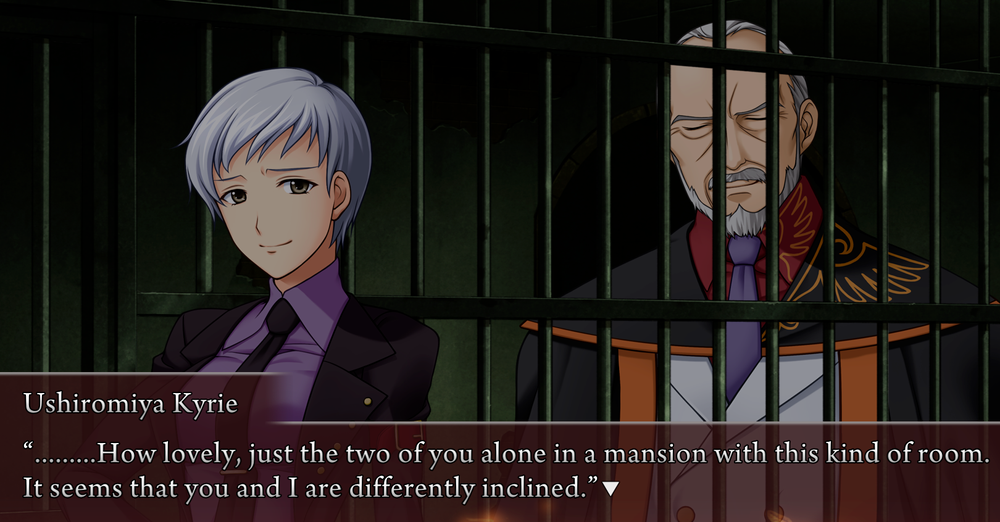 Ushiromiya Kyrie
“.........How lovely, just the two of you alone in a mansion with this kind of room.
It seems that you and I are differently inclined.”▼